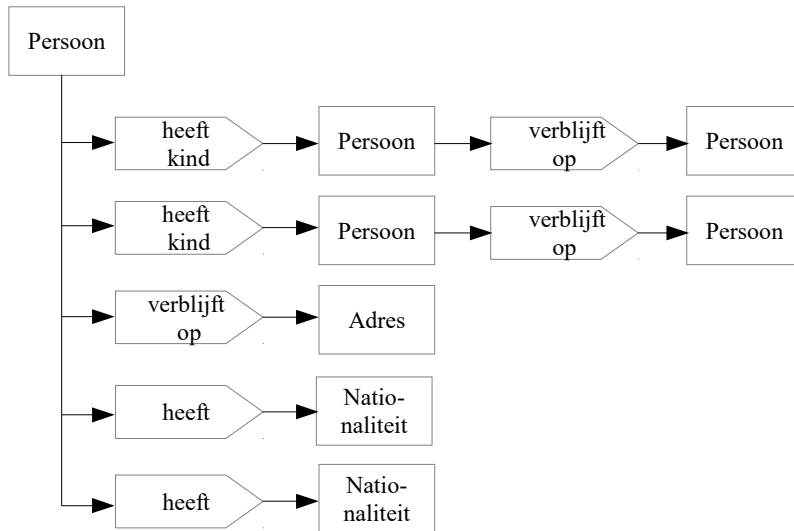 Persoon
heeft
kind
Persoon
verblijft
op
Persoon
heeft
kind
Persoon
verblijft
op
Persoon
verblijft
op
Adres
heeft
Natio-
naliteit
heeft
Natio-
naliteit